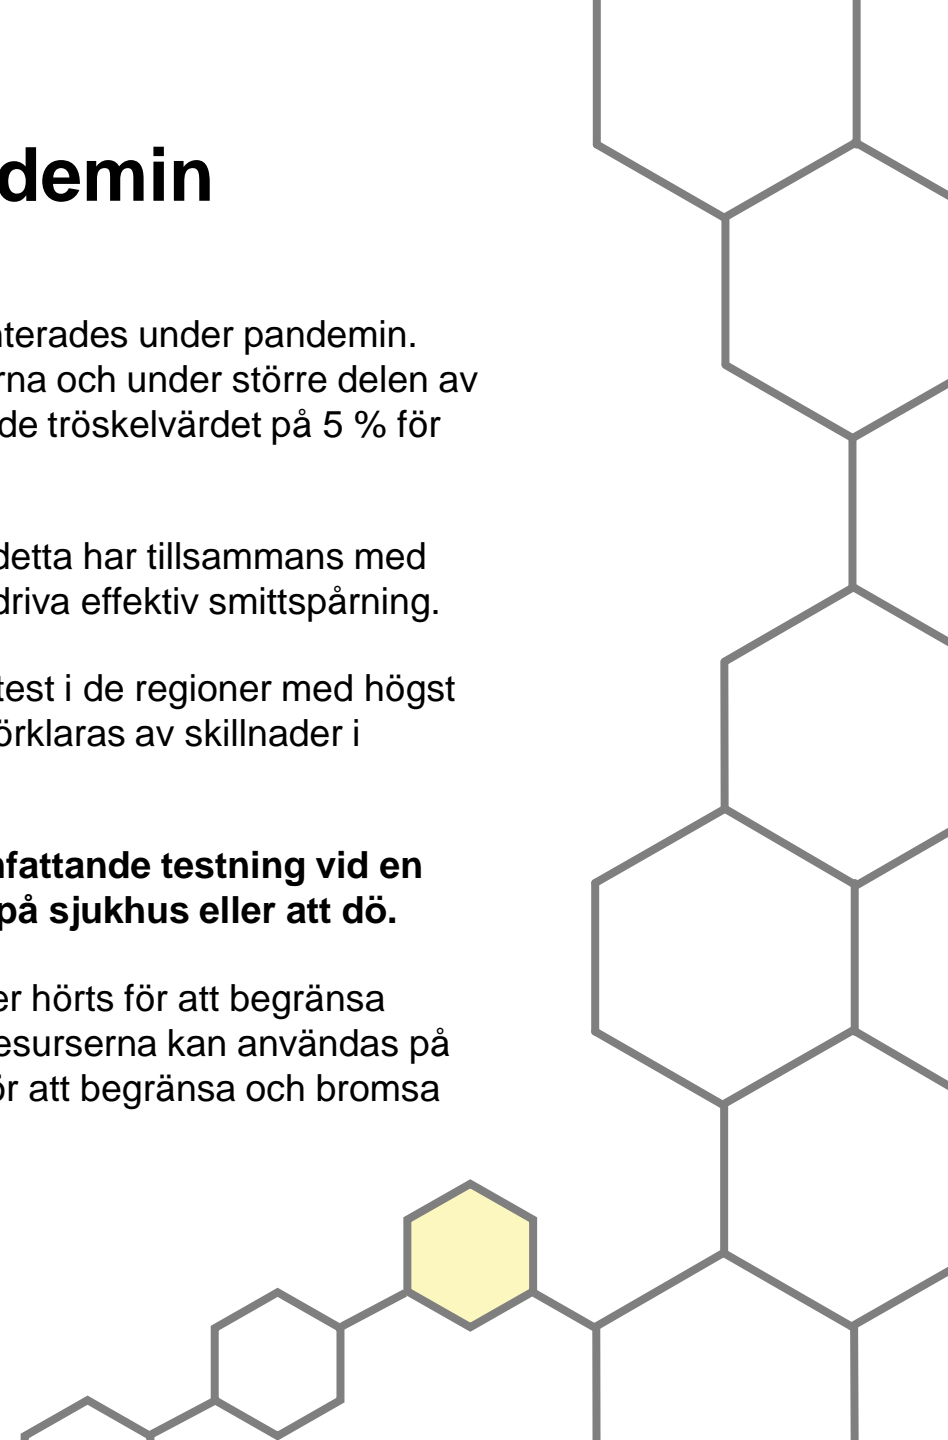 demin
nterades under pandemin.
rna och under större delen av
de tröskelvärdet på 5 % för
detta har tillsammans med
driva effektiv smittspårning.
test i de regioner med högst
örklaras av skillnader i
nfattande testning vid en
på sjukhus eller att dö.
er hörts för att begränsa
esurserna kan användas på
ör att begränsa och bromsa